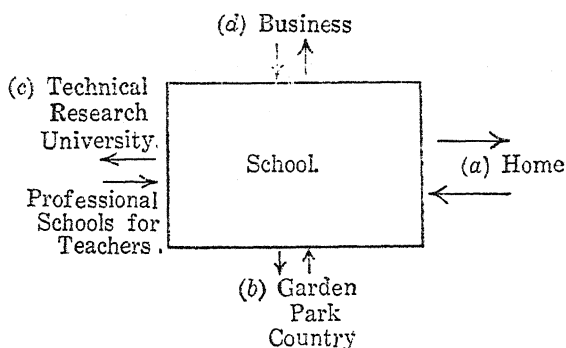 (d) Business
(c) Technical
Research
University.
School.
(a) Home
Professional
Schools for
Teachers.
(b) Garden
Park
Country